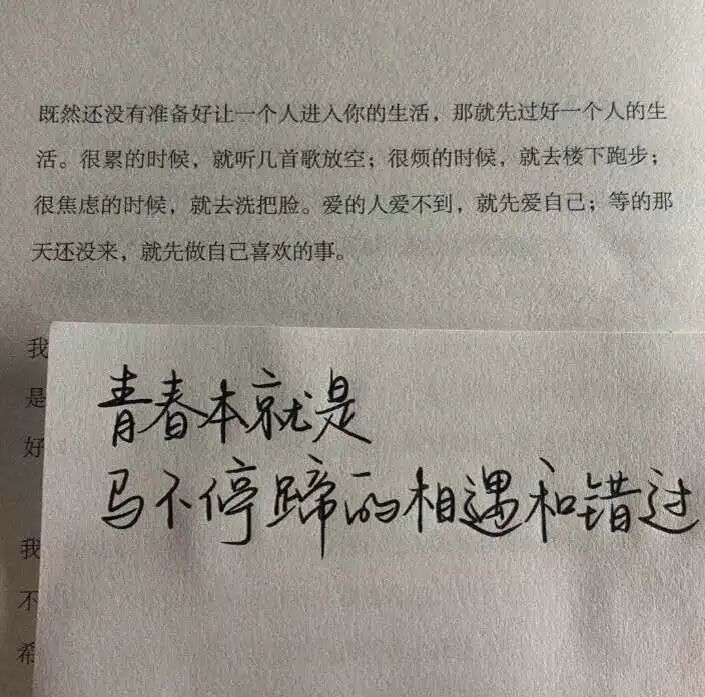 既然还没有准备好让一个人进入你的生活，那就先过好一个人的生
活。很累的时候，就听几首歌放空；很烦的时候，就去楼下跑步；
很焦虑的时候，就去洗把脸。爱的人爱不到，就先爱自己；等的那
天还没来，就先做自己喜欢的事。
我
是
好
青春本就是
马不停蹄的相遇和错过
我
不
希